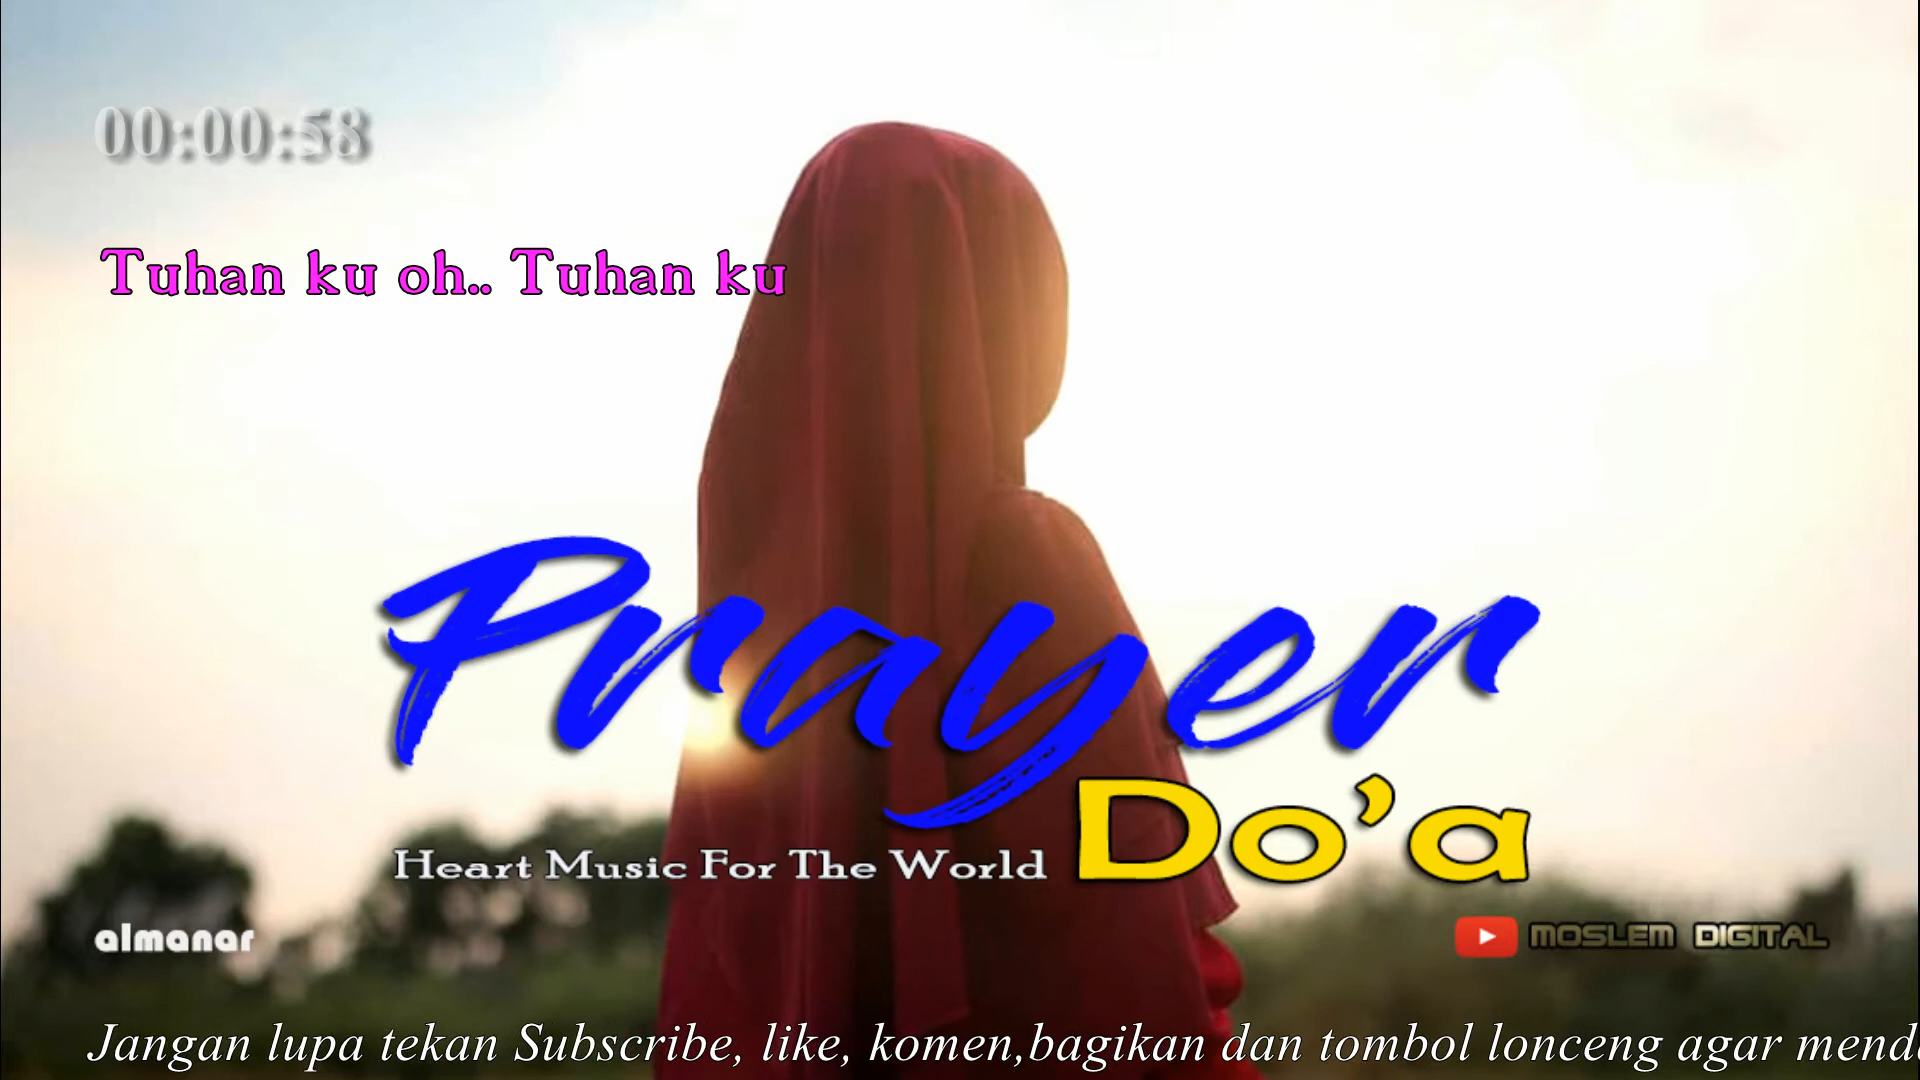 00:00:58
Tuhan ku oh.. Tuhan ku
Prayer
Do'a
Heart Music For The World
almanar
MOSLEM DIGITAL
Jangan lupa tekan Subscribe, like, komen,bagikan dan tombol lonceng agar mend